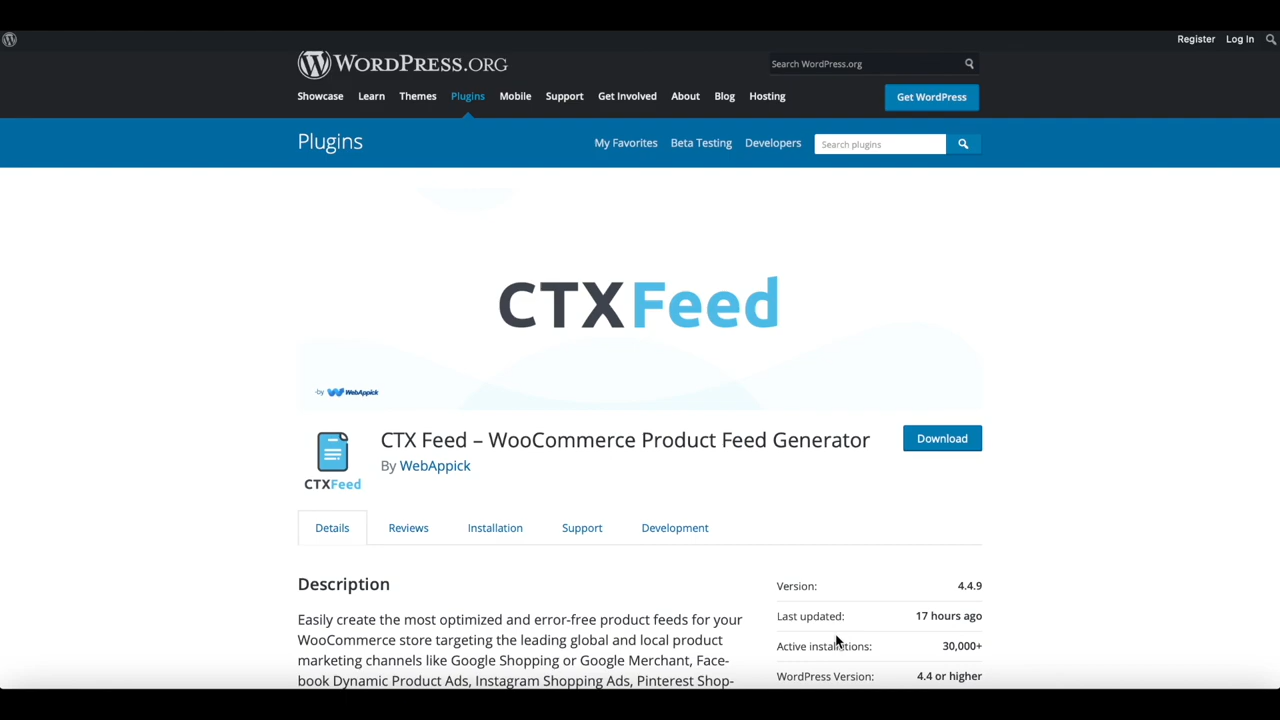 Register Log In
WORDPRESS.ORG
Search WordPress.org
Showcase Learn Themes Plugins Mobile Support Get Involved About Blog Hosting
Get WordPress
Plugins
My Favorites Beta Testing Developers
Search plugins
CTXFeed
-by WebAppick
CTXFeed
CTX Feed – WooCommerce Product Feed Generator
By WebAppick
Download
Details Reviews Installation Support Development
Description
Easily create the most optimized and error-free product feeds for your
WooCommerce store targeting the leading global and local product
marketing channels like Google Shopping or Google Merchant, Face-
book Dynamic Product Ads, Instagram Shopping Ads, Pinterest Shop-
Version: 4.4.9
Last updated: 17 hours ago
Active installations: 30,000+
WordPress Version: 4.4 or higher